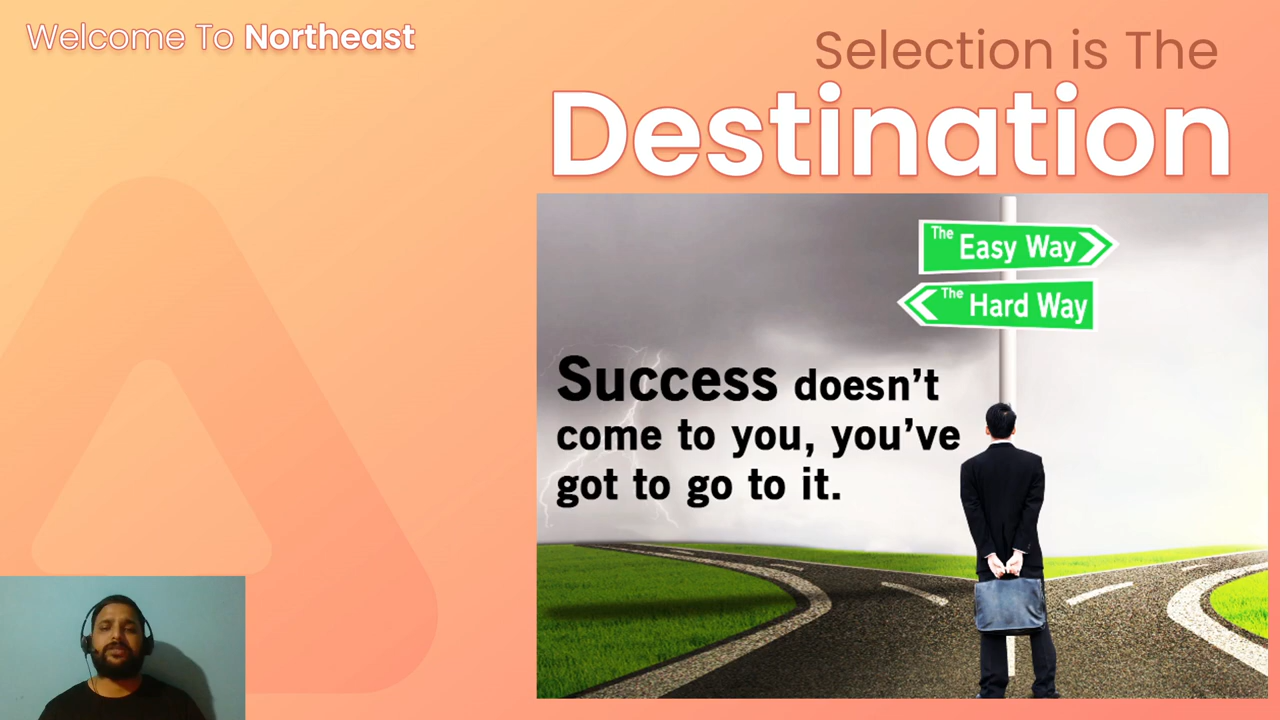 Welcome To Northeast
Selection is The
Destination
The Easy Way
The Hard Way
Success doesn't
come to you, you've
got to go to it.